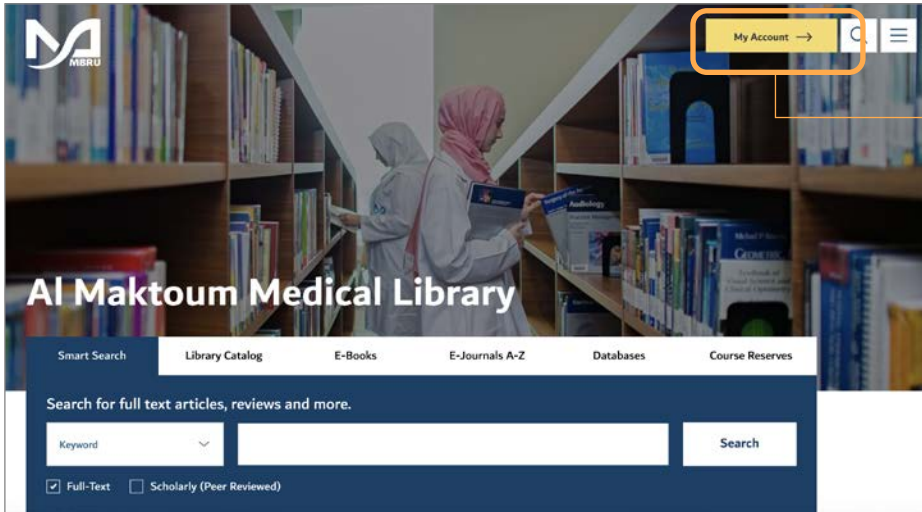 MBRU
My Account →
Audiology
Al Maktoum Medical Library
Smart Search
Library Catalog
E-Books
E-Journals A-Z
Databases
Course Reserves
Search for full text articles, reviews and more.
Keyword
Search
Full-Text
Scholarly (Peer Reviewed)